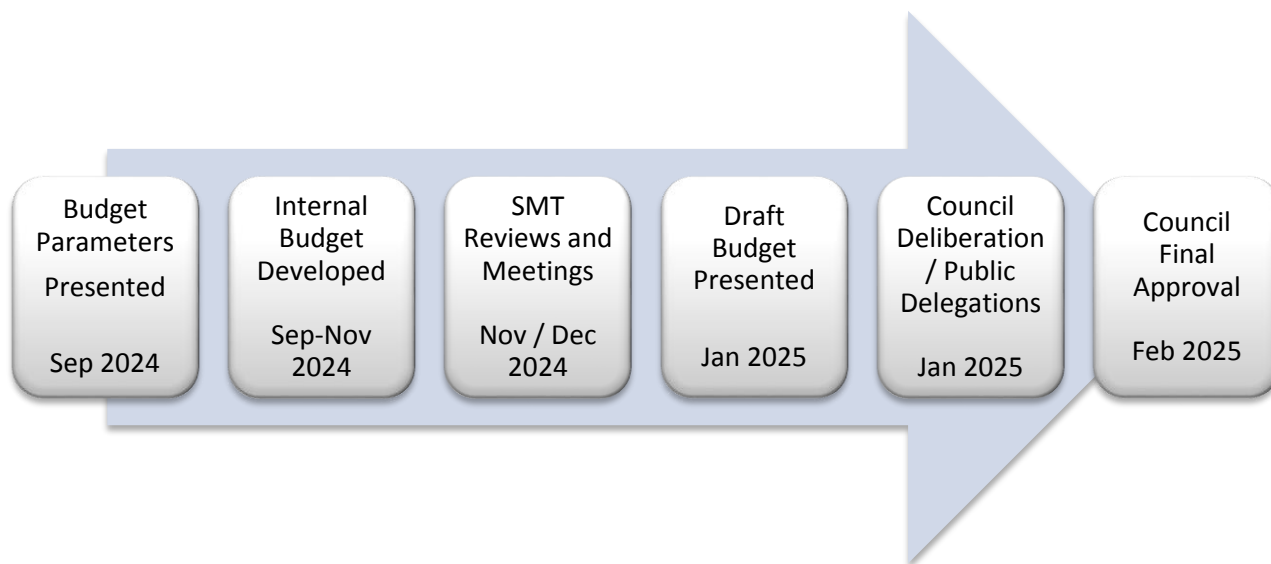 Budget
Parameters
Presented
Sep 2024
Internal
Budget
Developed
Sep-Nov
2024
SMT
Reviews and
Meetings
Nov / Dec
2024
Draft
Budget
Presented
Jan 2025
Council
Deliberation
/ Public
Delegations
Jan 2025
Council
Final
Approval
Feb 2025